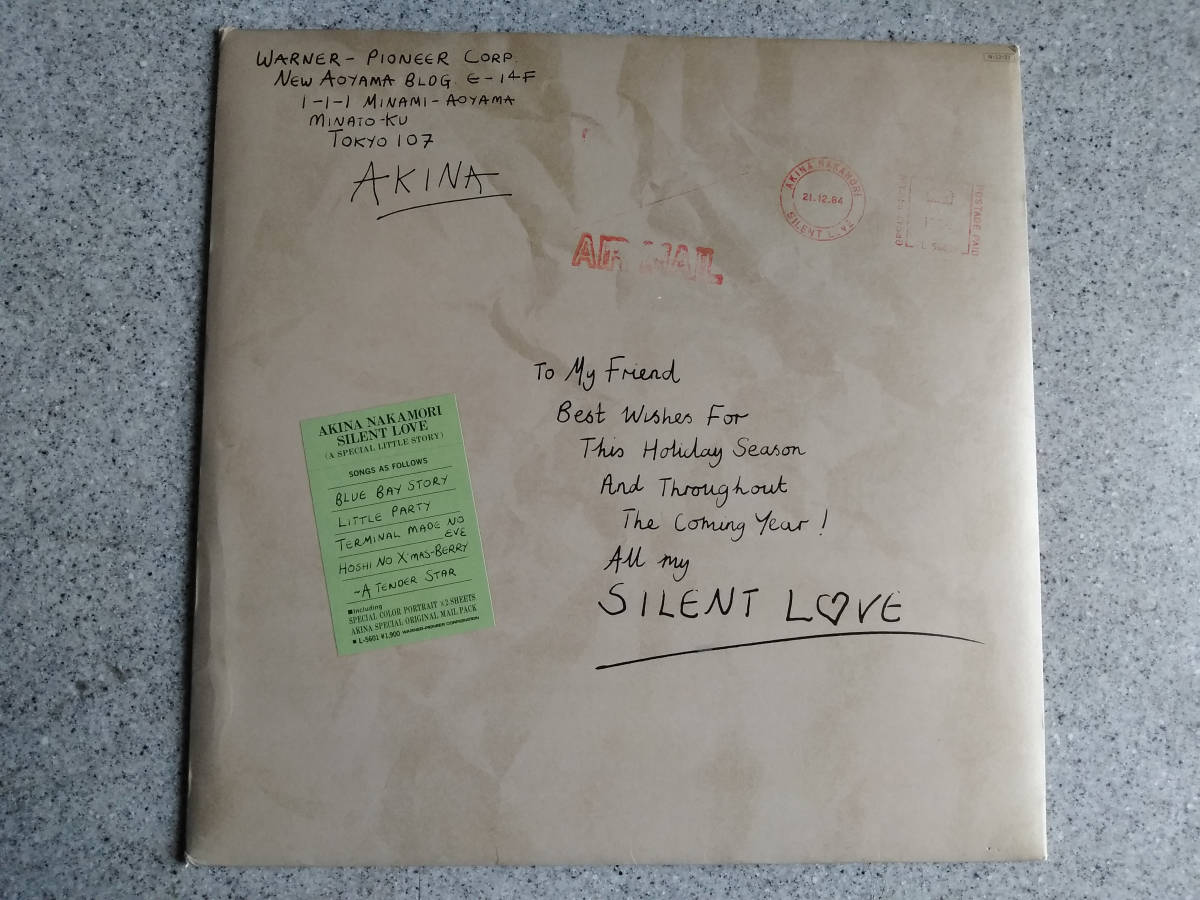 WARNER - PIONEER CORP.
NEW AOYAMA BLDG. E-14F
1-1-1 MINAMI-AOYAMA
MINATO-KU
TOKYO 107
AKINA
AKINA NAKAMORI
21.12.84
SILENT LOVE
POSTAGE PAID
AIR MAIL
To My Friend
Best Wishes For
This Holiday Season
And Throughout
The Coming Year!
All my
SILENT L♡VE
AKINA NAKAMORI
SILENT LOVE
(A SPECIAL LITTLE STORY)
SONGS AS FOLLOWS
BLUE BAY STORY
LITTLE PARTY
TERMINAL MADE NO
EVE
HOSHI NO X'MAS-BERRY
-A TENDER STAR
■Including
SPECIAL COLOR PORTRAIT ×2 SHEETS
AKINA SPECIAL ORIGINAL MAIL PACK
■ L-5601 ¥1,900 WARNER-PIONEER CORPORATION